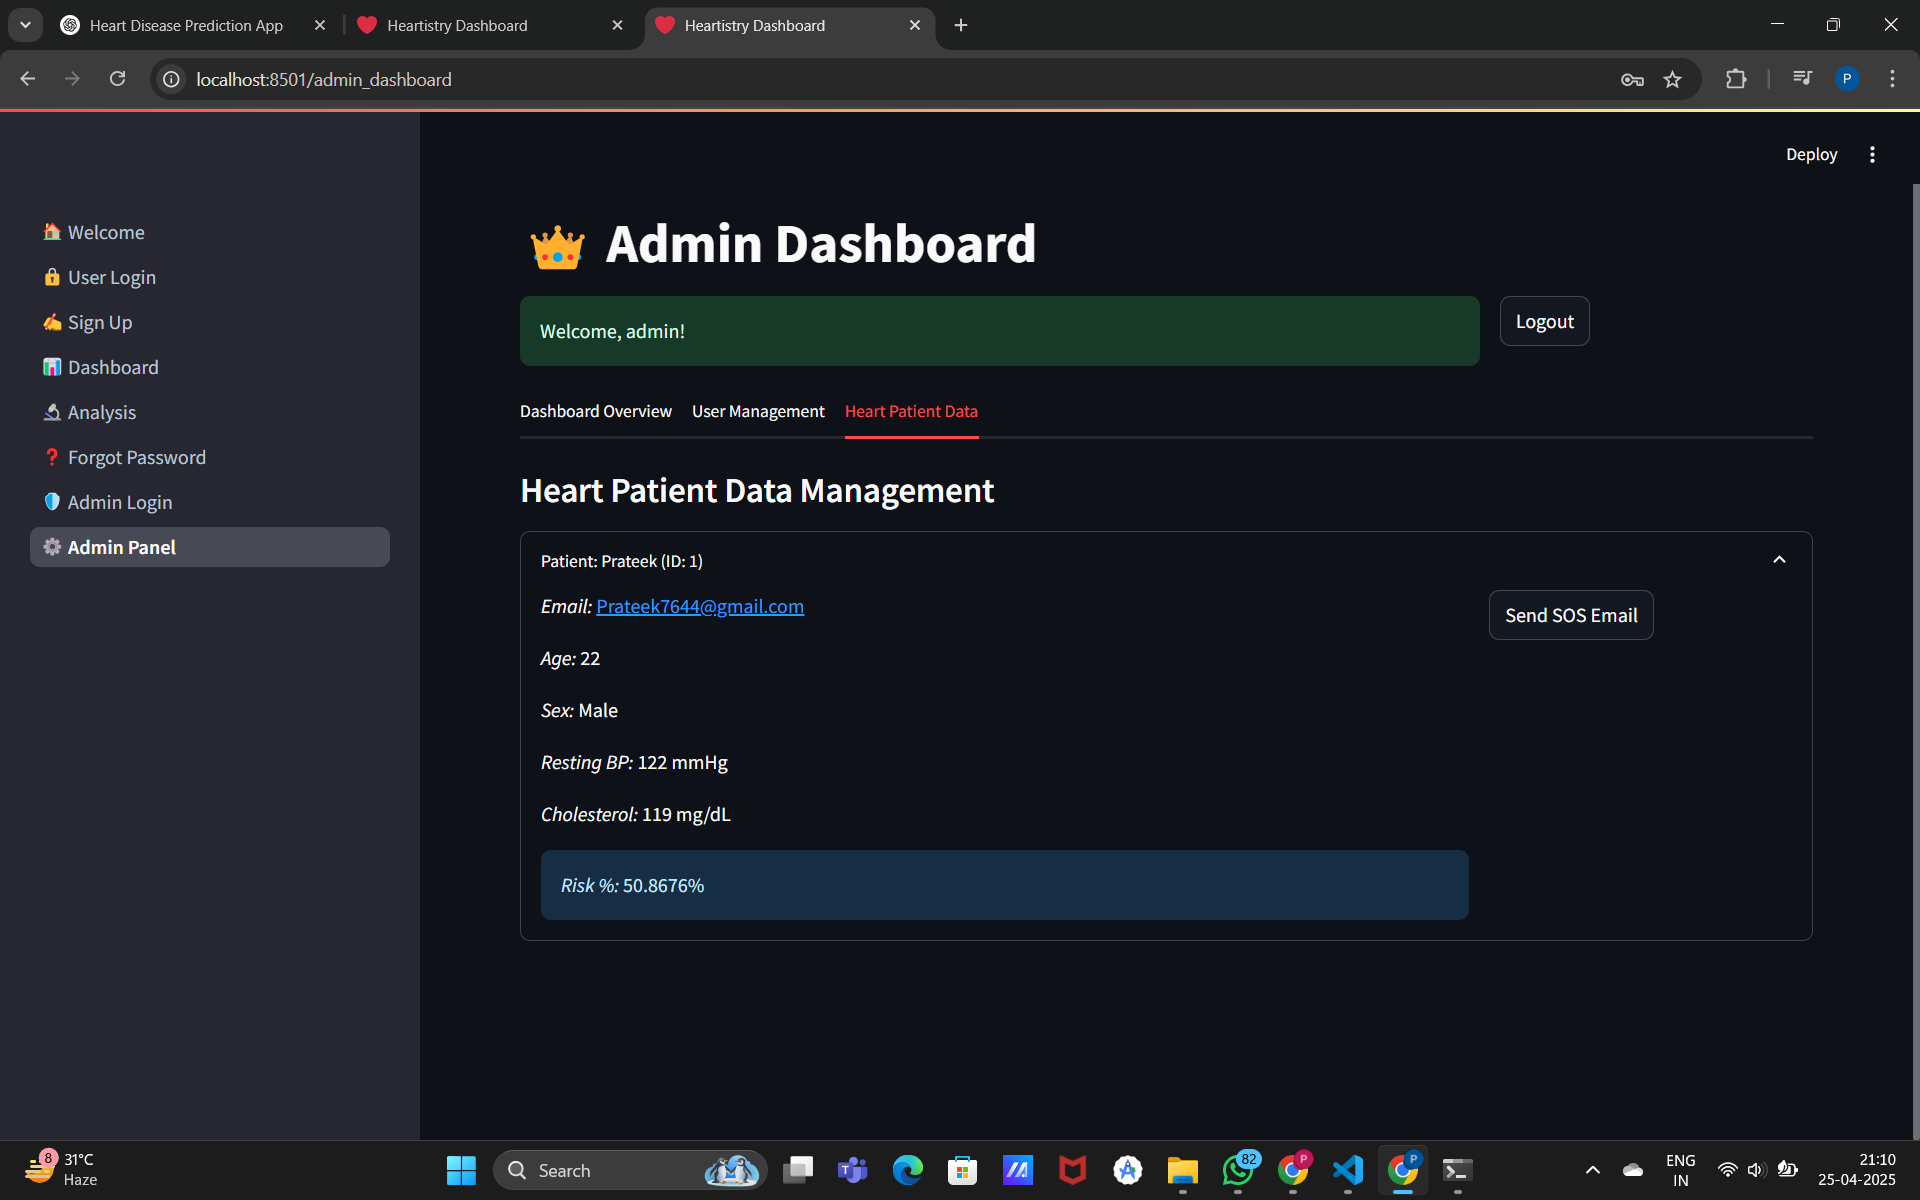 Heart Disease Prediction App
Heartistry Dashboard
Heartistry Dashboard
localhost:8501/admin_dashboard
P
Deploy
Welcome
User Login
Sign Up
Dashboard
Analysis
Forgot Password
Admin Login
Admin Panel
Admin Dashboard
Welcome, admin!
Logout
Dashboard Overview
User Management
Heart Patient Data
Heart Patient Data Management
Patient: Prateek (ID: 1)
Email: Prateek7644@gmail.com
Send SOS Email
Age: 22
Sex: Male
Resting BP: 122 mmHg
Cholesterol: 119 mg/dL
Risk %: 50.8676%
8
31°C
Haze
Search
82
P
P
ENG
IN
21:10
25-04-2025